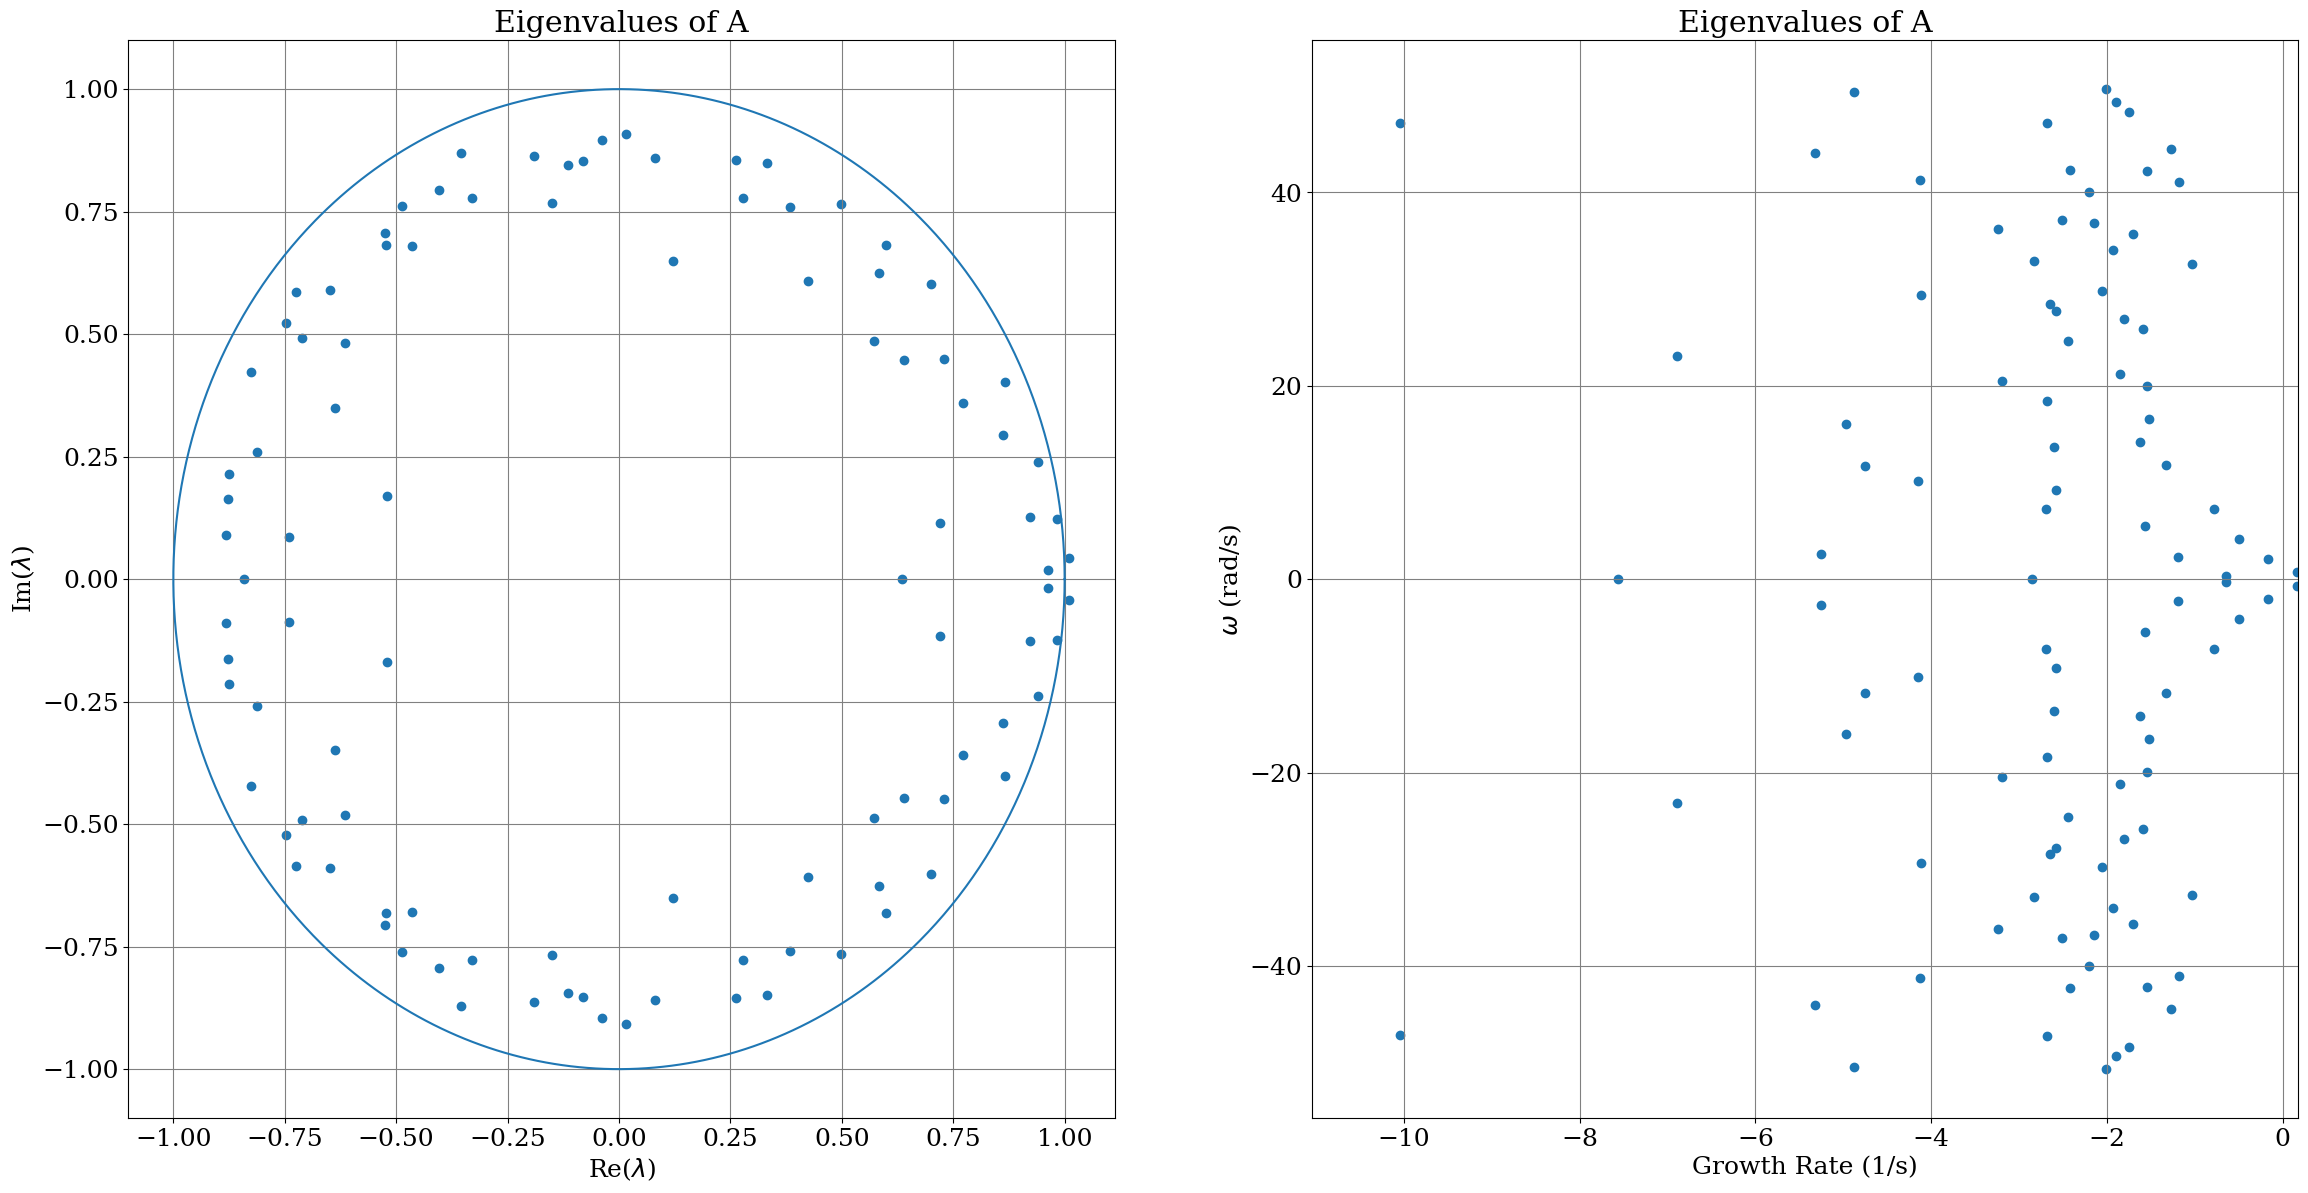 Eigenvalues of A
1.00
0.75
0.50
0.25
0.00
−0.25
−0.50
−0.75
−1.00
Im(λ)
−1.00 −0.75 −0.50 −0.25 0.00 0.25 0.50 0.75 1.00
Re(λ)
Eigenvalues of A
40
20
0
−20
−40
ω (rad/s)
−10 −8 −6 −4 −2 0
Growth Rate (1/s)